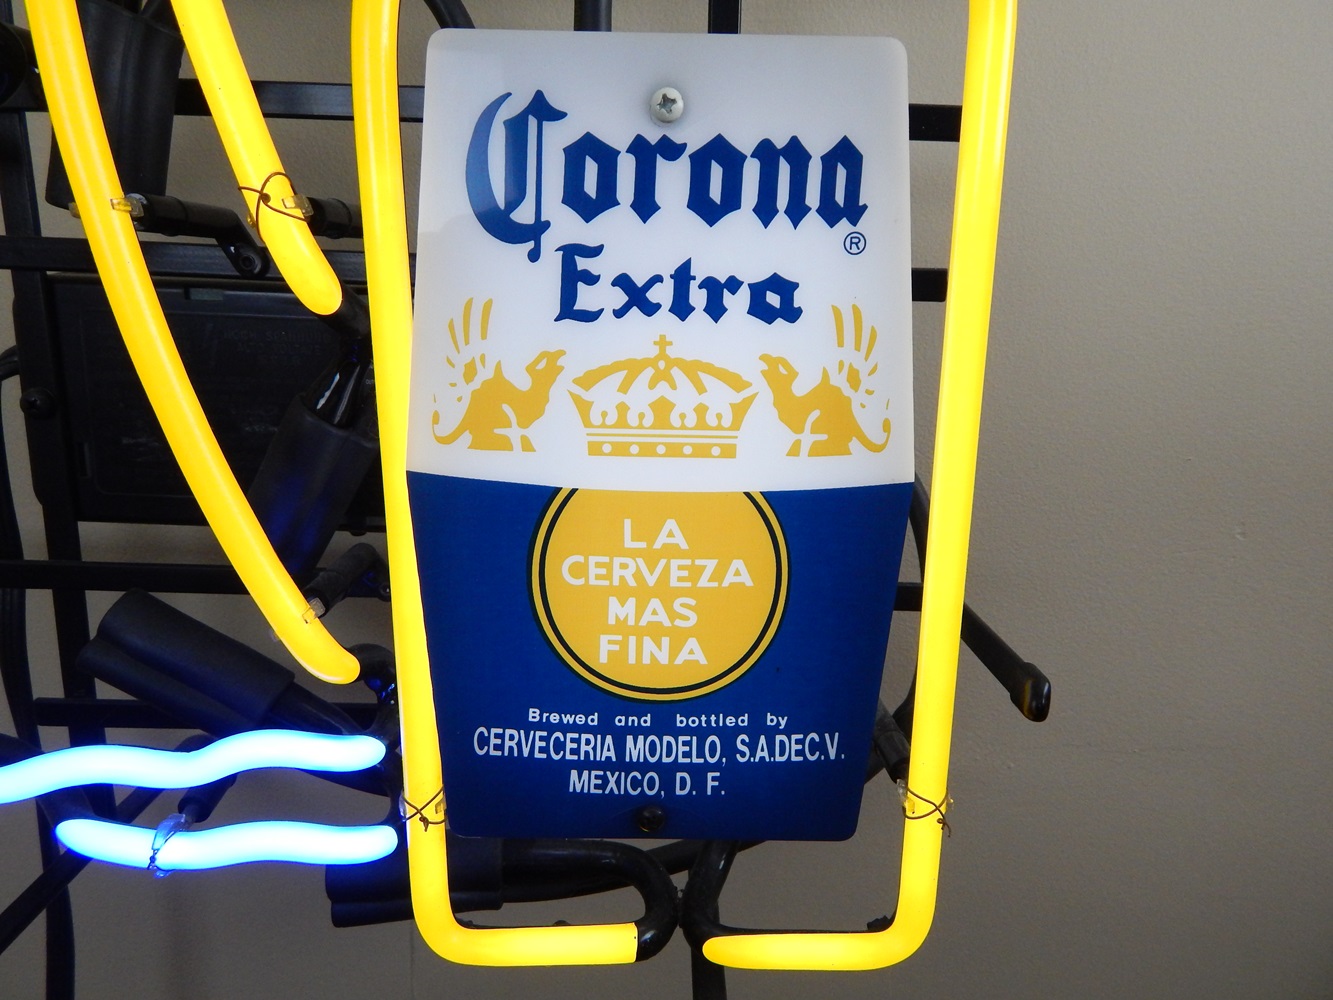 Corona
®
Extra
LA
CERVEZA
MAS
FINA
Brewed and bottled by
CERVECERIA MODELO, S.A.DEC.V.
MEXICO, D. F.